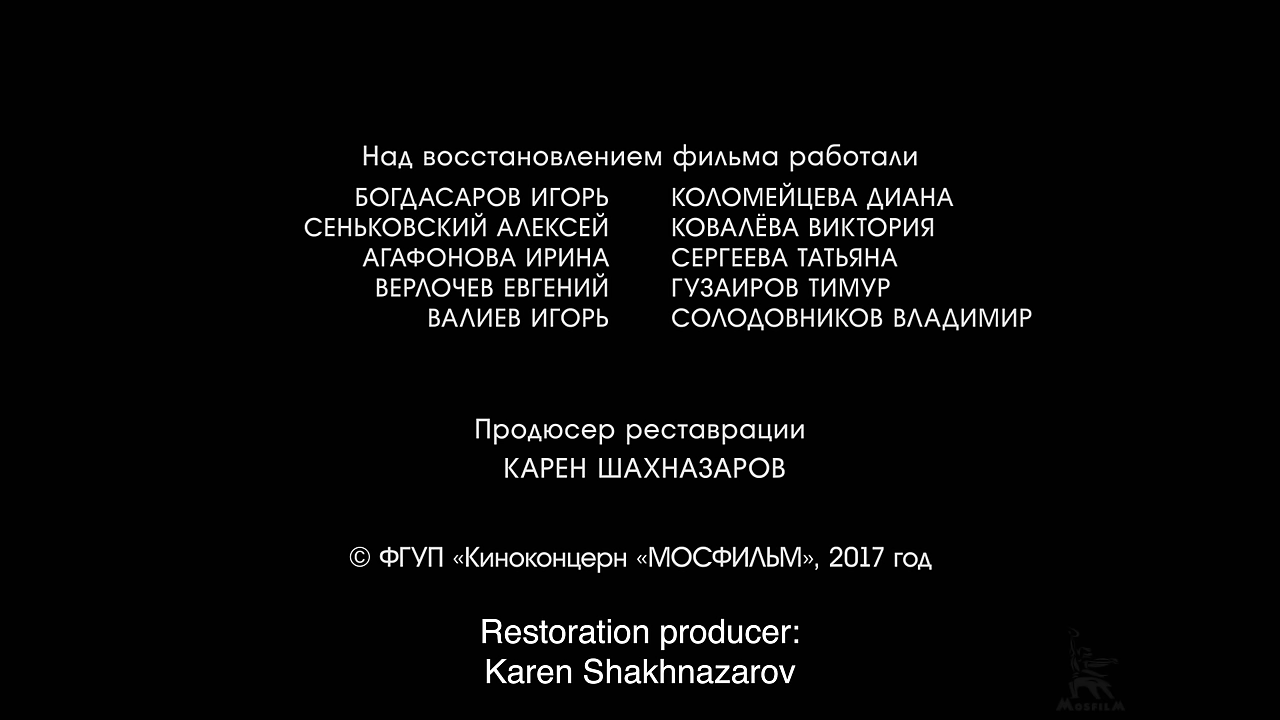 Над восстановлением фильма работали
БОГДАСАРОВ ИГОРЬ
СЕНЬКОВСКИЙ АЛЕКСЕЙ
АГАФОНОВА ИРИНА
ВЕРЛОЧЕВ ЕВГЕНИЙ
ВАЛИЕВ ИГОРЬ
КОЛОМЕЙЦЕВА ДИАНА
КОВАЛЁВА ВИКТОРИЯ
СЕРГЕЕВА ТАТЬЯНА
ГУЗАИРОВ ТИМУР
СОЛОДОВНИКОВ ВЛАДИМИР
Продюсер реставрации
КАРЕН ШАХНАЗАРОВ
© ФГУП «Киноконцерн «МОСФИЛЬМ», 2017 год
Restoration producer:
Karen Shakhnazarov
MOSFILM